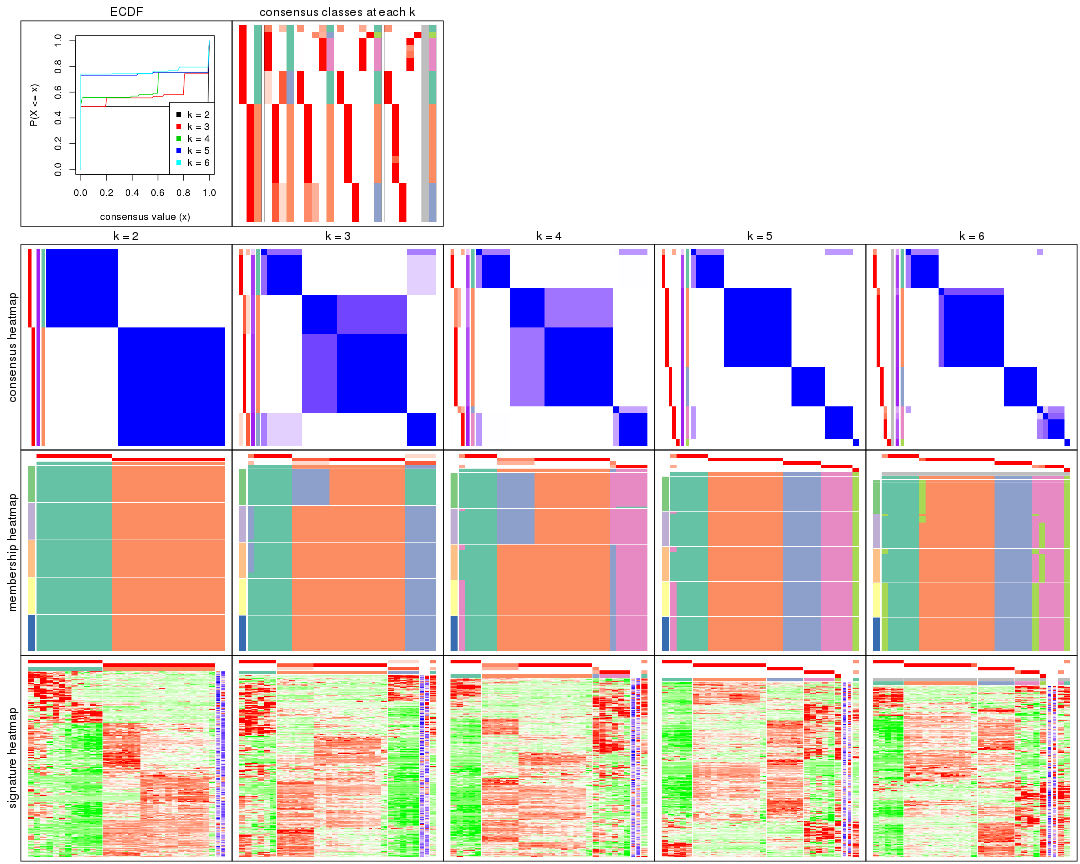 ECDF
consensus classes at each k
P(X <= x)
0.0 0.2 0.4 0.6 0.8 1.0
k = 2
k = 3
k = 4
k = 5
k = 6
0.0 0.2 0.4 0.6 0.8 1.0
consensus value (x)
k = 2
k = 3
k = 4
k = 5
k = 6
consensus heatmap
membership heatmap
signature heatmap